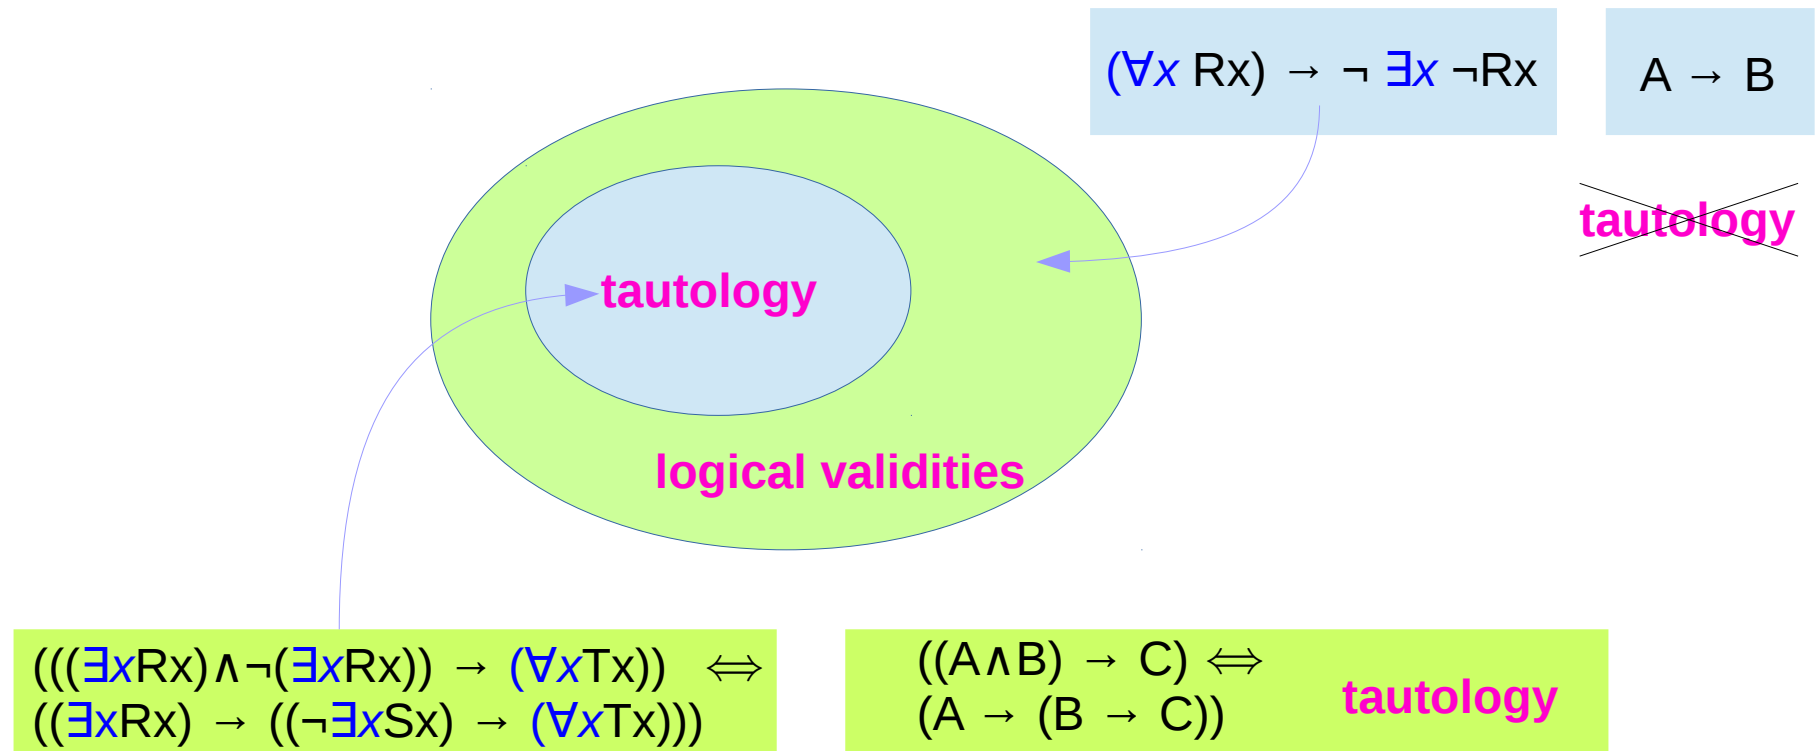 (∀x Rx) → ¬ ∃x ¬Rx
A → B
tautology
tautology
logical validities
(((∃xRx)∧¬(∃xRx)) → (∀xTx)) ⇔
((∃xRx) → ((¬∃xSx) → (∀xTx)))
((A∧B) → C) ⇔
(A → (B → C))
tautology